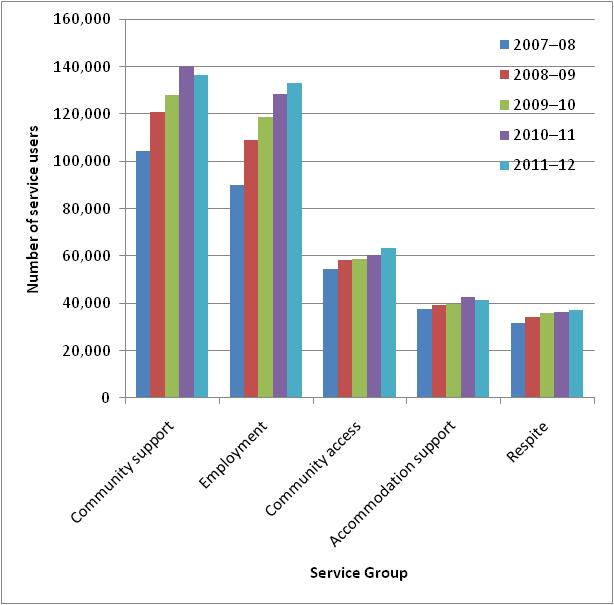 160,000
140,000
120,000
100,000
80,000
60,000
40,000
20,000
0
Number of service users
2007–08
2008–09
2009–10
2010–11
2011–12
Community support
Employment
Community access
Accommodation support
Respite
Service Group